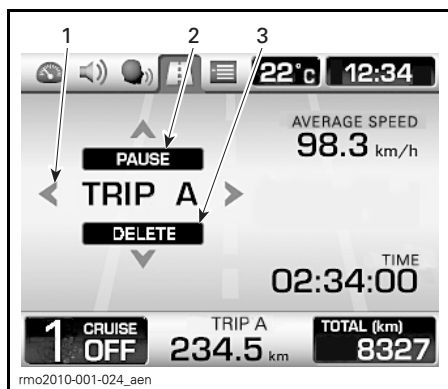 1 2 3
22°c 12:34
AVERAGE SPEED
98.3 km/h
PAUSE
TRIP A
DELETE
TIME
02:34:00
1 CRUISE OFF
TRIP A
234.5 km
TOTAL (km)
8327
rmo2010-001-024_aen